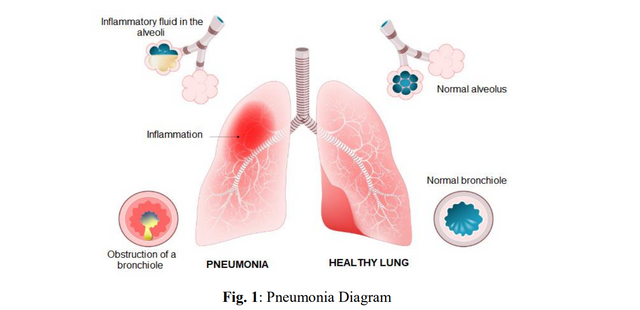 Inflammatory fluid in the
alveoli
Normal alveolus
Inflammation
Normal bronchiole
Obstruction of a
bronchiole
PNEUMONIA
HEALTHY LUNG
Fig. 1: Pneumonia Diagram